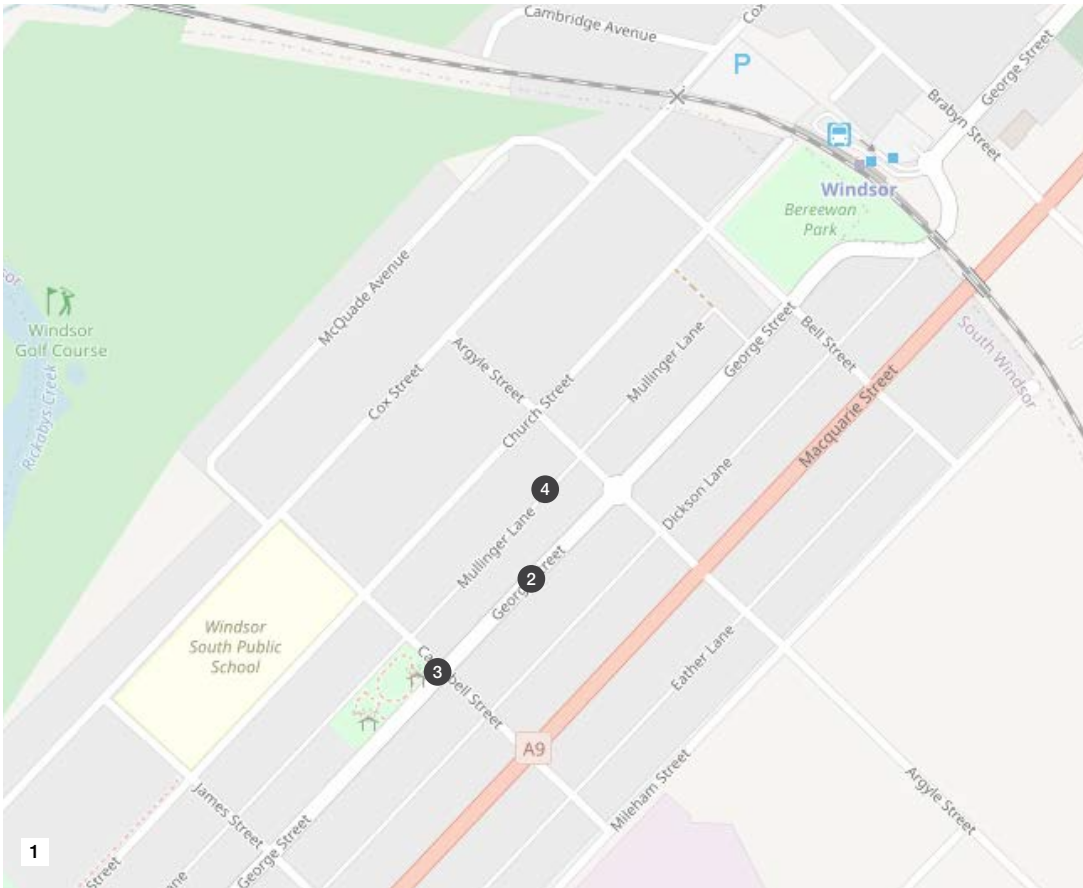 Cambridge Avenue
Cox
George Street
P
Brabyn Street
Windsor
Bereewan
Park
McQuade Avenue
Windsor
Golf Course
Rickabys Creek
Argyle Street
Cox Street
Church Street
Mullinger Lane
George Street
Bell Street
South Windsor
Macquarie Street
4
Mullinger Lane
Dickson Lane
2
George Street
Windsor
South Public
School
3
Campbell Street
Eather Lane
A9
Mileham Street
Argyle Street
James Street
George Street
1
Street